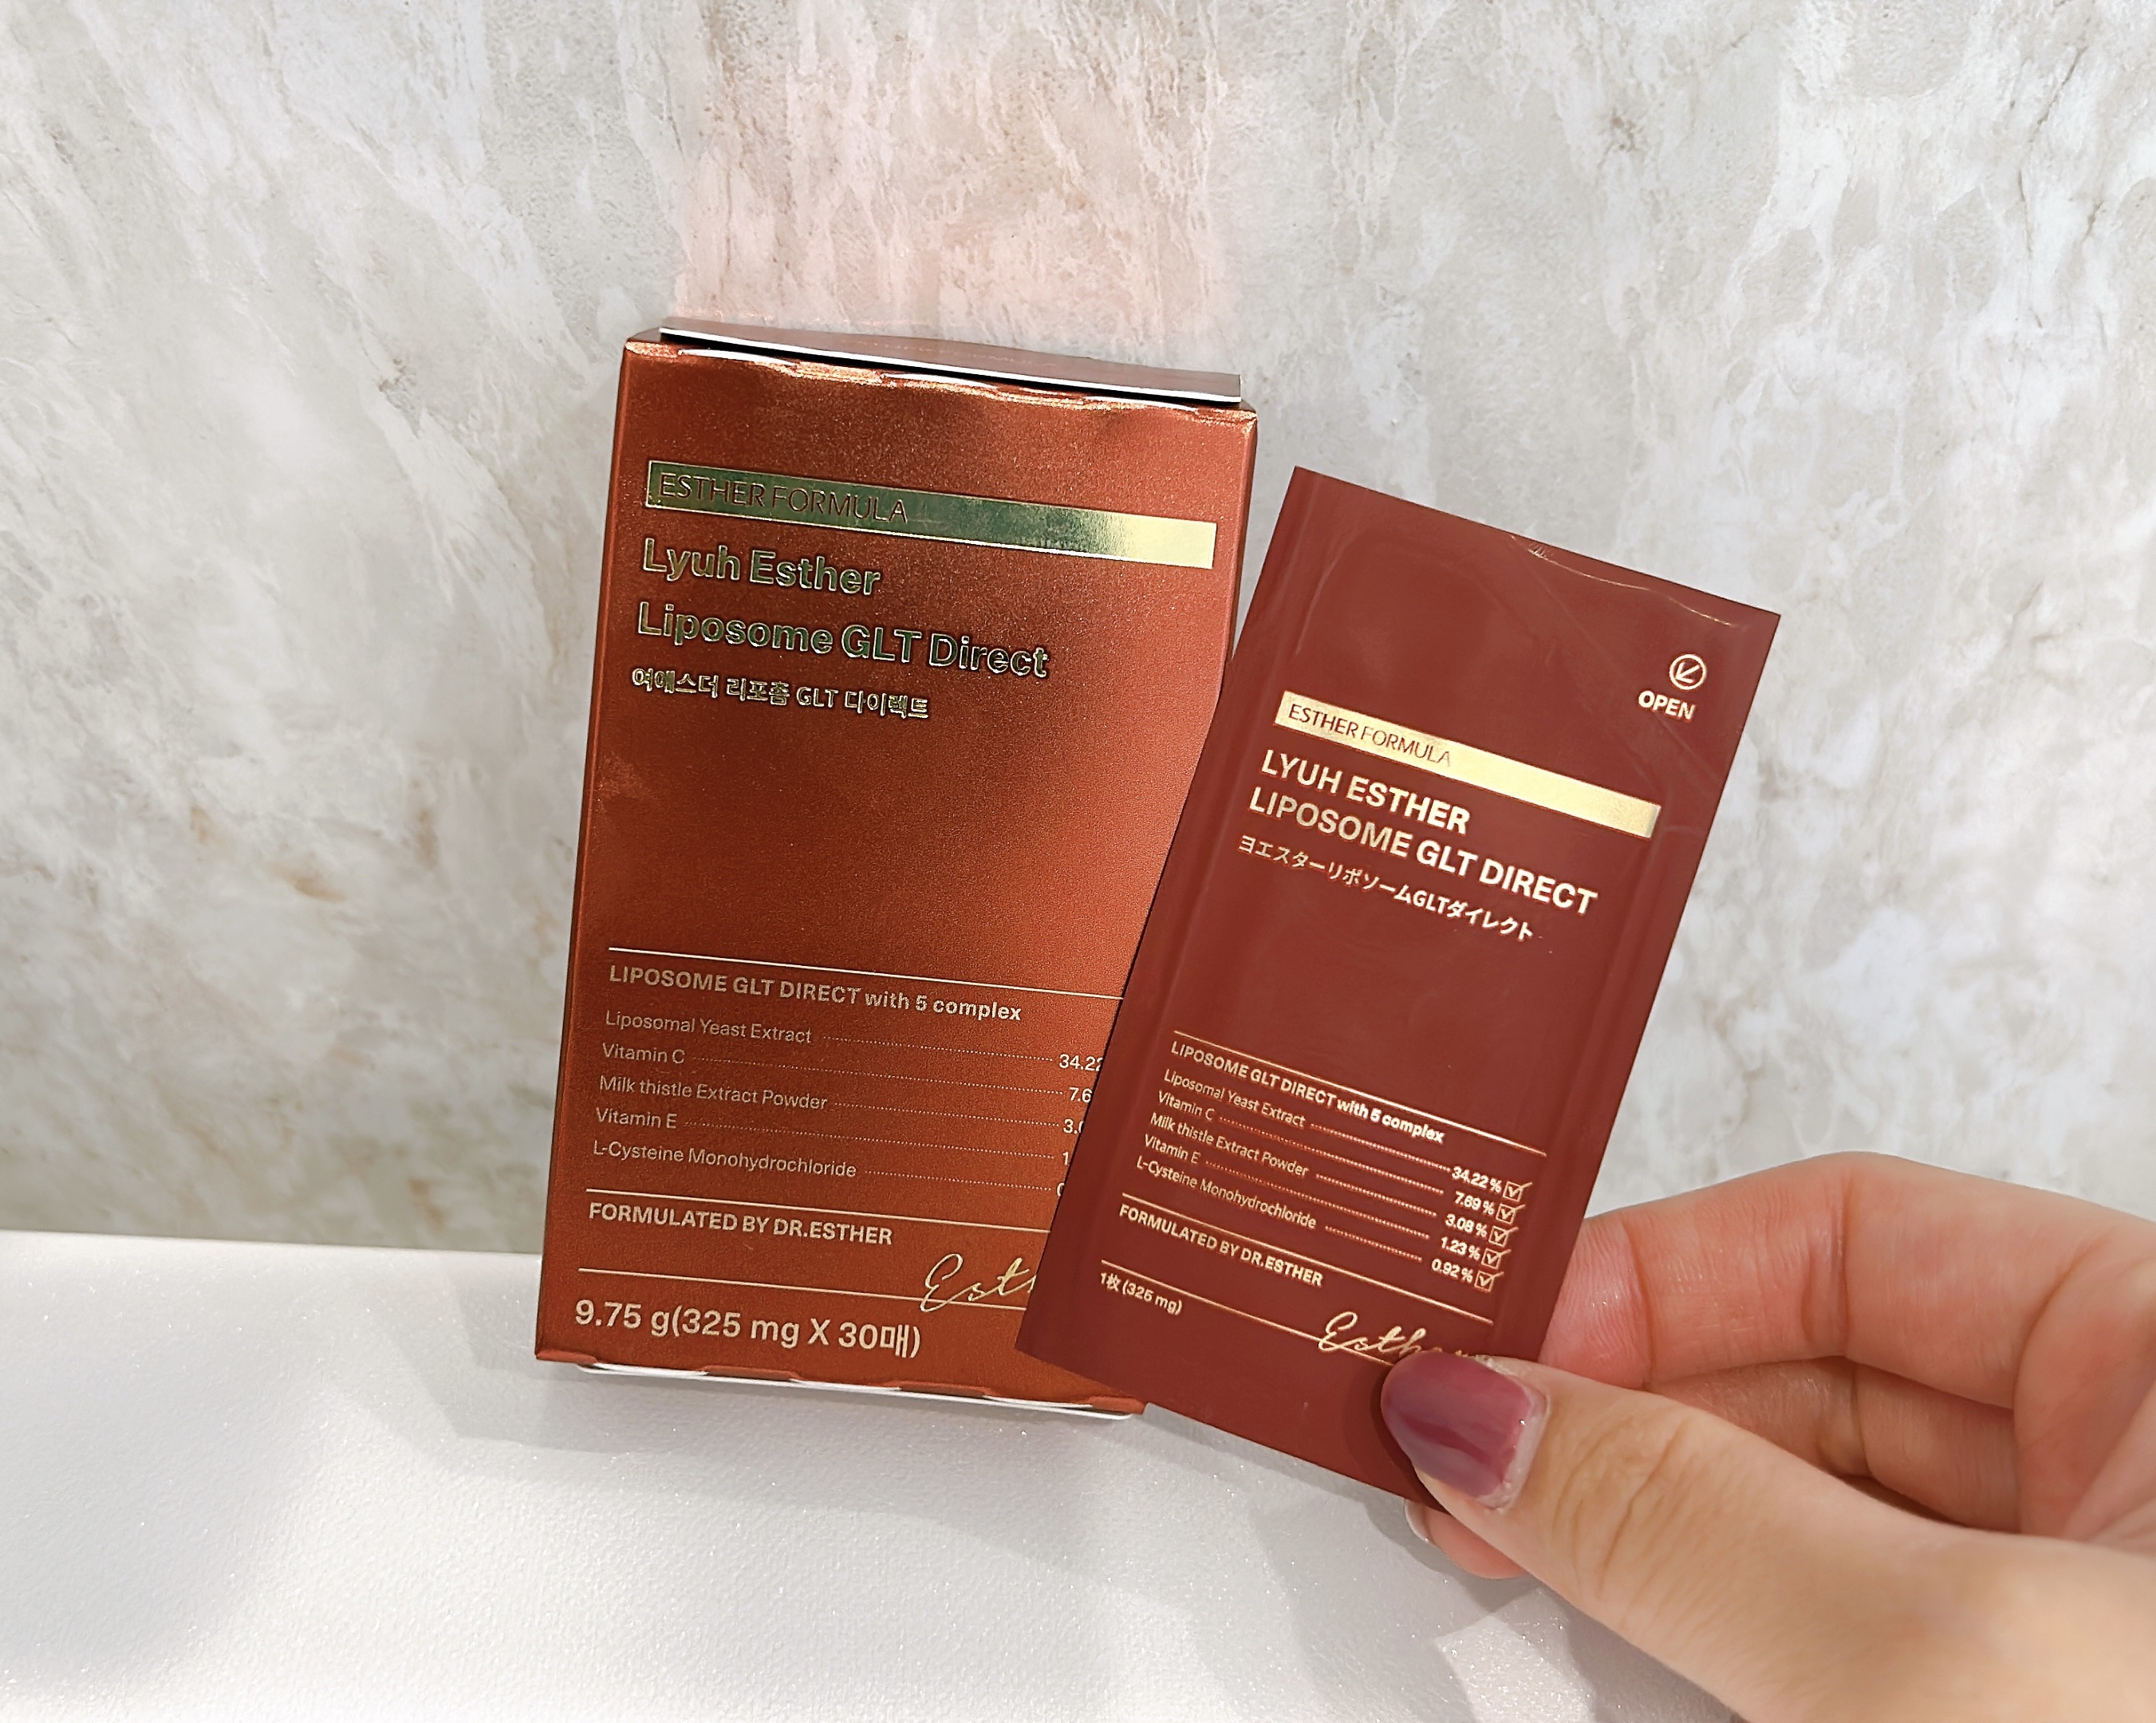 ESTHER FORMULA
Lyuh Esther
Liposome GLT Direct
여에스더 리포좀 GLT 다이렉트
LIPOSOME GLT DIRECT with 5 complex
Liposomal Yeast Extract
Vitamin C
Milk thistle Extract Powder
Vitamin E
L-Cysteine Monohydrochloride
FORMULATED BY DR.ESTHER
9.75 g(325 mg X 30매)
OPEN
ESTHER FORMULA
LYUH ESTHER
LIPOSOME GLT DIRECT
ヨエスターリポソームGLTダイレクト
LIPOSOME GLT DIRECT with 5 complex
Liposomal Yeast Extract 34.22 %
Vitamin C 7.69 %
Milk thistle Extract Powder 3.08 %
Vitamin E 1.23 %
L-Cysteine Monohydrochloride 0.92 %
FORMULATED BY DR.ESTHER
1枚 (325 mg)